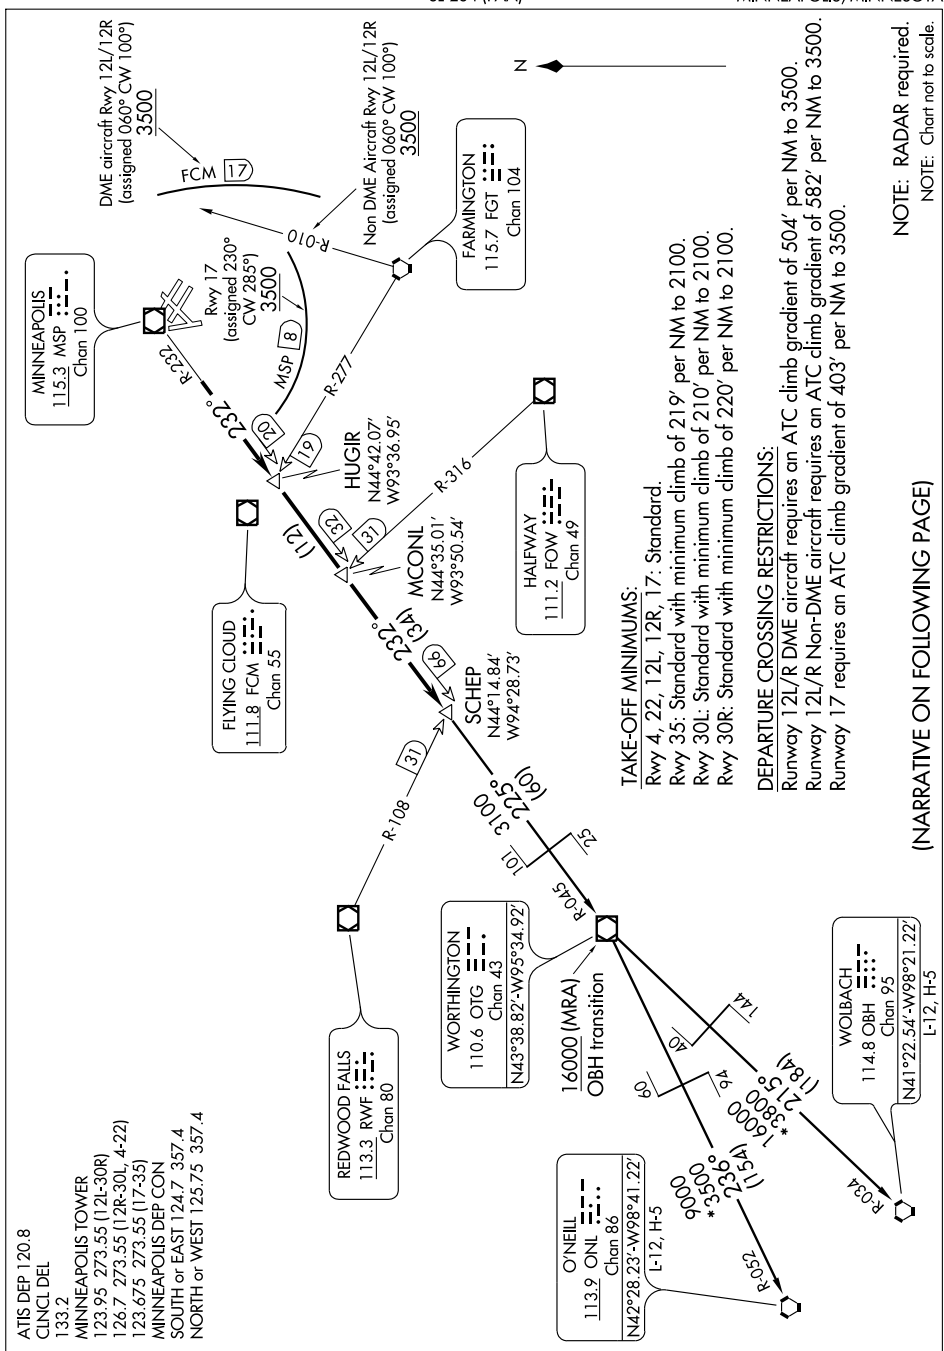 ATIS DEP 120.8
CLNCL DEL
133.2
MINNEAPOLIS TOWER
123.95 273.55 (12L-30R)
126.7 273.55 (12R-30L, 4-22)
123.675 273.55 (17-35)
MINNEAPOLIS DEP CON
SOUTH or EAST 124.7 357.4
NORTH or WEST 125.75 357.4
MINNEAPOLIS
115.3 MSP
Chan 100
DME aircraft Rwy 12L/12R
(assigned 060° CW 100°)
3500
FCM 17
Non DME Aircraft Rwy 12L/12R
(assigned 060° CW 100°)
3500
R-010
Rwy 17
(assigned 230°
CW 285°)
3500
MSP 8
N
FARMINGTON
115.7 FGT
Chan 104
R-277
R-232
232°
20
19
HUGIR
N44°42.07'
W93°36.95'
FLYING CLOUD
111.8 FCM
Chan 55
(12)
32
31
R-316
MCONL
N44°35.01'
W93°50.54'
HALFWAY
111.2 FOW
Chan 49
232°
(34)
66
SCHEP
N44°14.84'
W94°28.73'
31
R-108
REDWOOD FALLS
113.3 RWF
Chan 80
3100
225°
(60)
101
25
R-045
WORTHINGTON
110.6 OTG
Chan 43
N43°38.82'-W95°34.92'
16000 (MRA)
OBH transition
60
94
40
144
9000
*3500
236°
(154)
R-052
16000
*3800
215°
(184)
R-034
O'NEILL
113.9 ONL
Chan 86
N42°28.23'-W98°41.22'
L-12, H-5
WOLBACH
114.8 OBH
Chan 95
N41°22.54'-W98°21.22'
L-12, H-5
TAKE-OFF MINIMUMS:
Rwy 4, 22, 12L, 12R, 17: Standard.
Rwy 35: Standard with minimum climb of 219' per NM to 2100.
Rwy 30L: Standard with minimum climb of 210' per NM to 2100.
Rwy 30R: Standard with minimum climb of 220' per NM to 2100.
DEPARTURE CROSSING RESTRICTIONS:
Runway 12L/R DME aircraft requires an ATC climb gradient of 504' per NM to 3500.
Runway 12L/R Non-DME aircraft requires an ATC climb gradient of 582' per NM to 3500.
Runway 17 requires an ATC climb gradient of 403' per NM to 3500.
NOTE: RADAR required.
NOTE: Chart not to scale.
(NARRATIVE ON FOLLOWING PAGE)